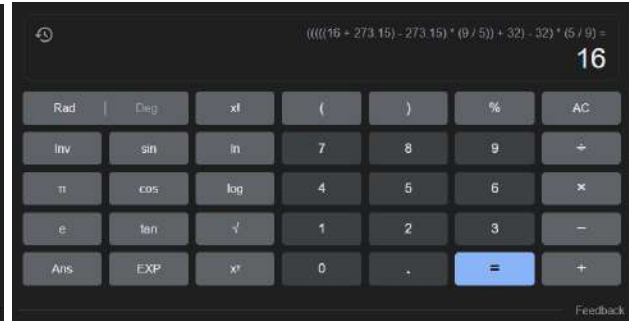 (((((16 + 273.15) - 273.15) * (9 / 5)) + 32) - 32) * (5 / 9) =
16
Rad | Deg x! ( ) % AC
Inv sin ln 7 8 9 ÷
π cos log 4 5 6 ×
e tan √ 1 2 3 −
Ans EXP xʸ 0 . = +
Feedback